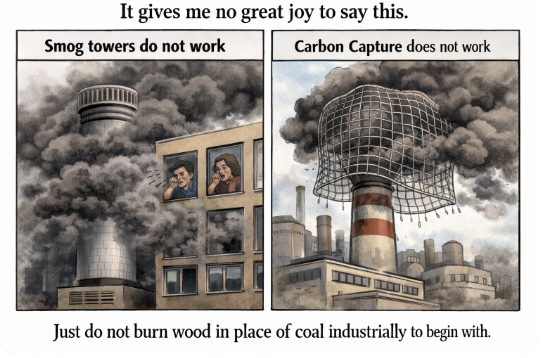 It gives me no great joy to say this.
Smog towers do not work
Carbon Capture does not work
Just do not burn wood in place of coal industrially to begin with.